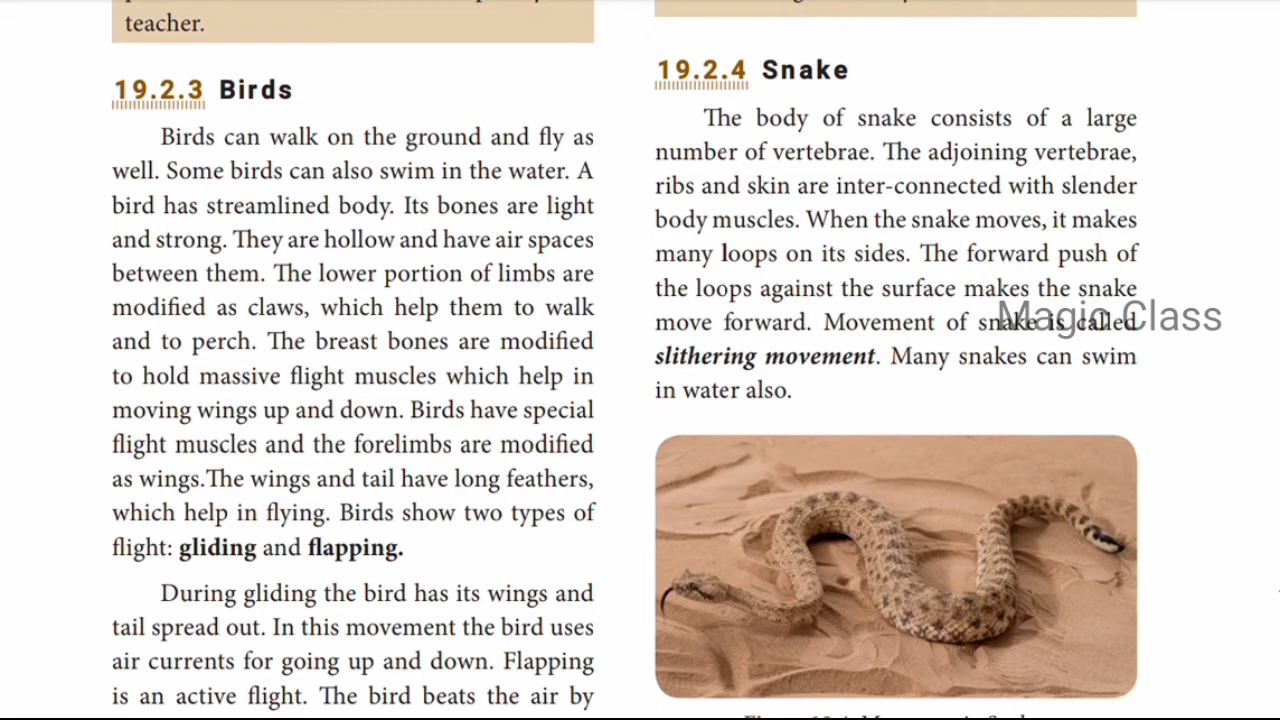 teacher.
19.2.3 Birds
Birds can walk on the ground and fly as
well. Some birds can also swim in the water. A
bird has streamlined body. Its bones are light
and strong. They are hollow and have air spaces
between them. The lower portion of limbs are
modified as claws, which help them to walk
and to perch. The breast bones are modified
to hold massive flight muscles which help in
moving wings up and down. Birds have special
flight muscles and the forelimbs are modified
as wings.The wings and tail have long feathers,
which help in flying. Birds show two types of
flight: gliding and flapping.
During gliding the bird has its wings and
tail spread out. In this movement the bird uses
air currents for going up and down. Flapping
is an active flight. The bird beats the air by
19.2.4 Snake
The body of snake consists of a large
number of vertebrae. The adjoining vertebrae,
ribs and skin are inter-connected with slender
body muscles. When the snake moves, it makes
many loops on its sides. The forward push of
the loops against the surface makes the snake
move forward. Movement of snake is called
slithering movement. Many snakes can swim
in water also.
Magic Class